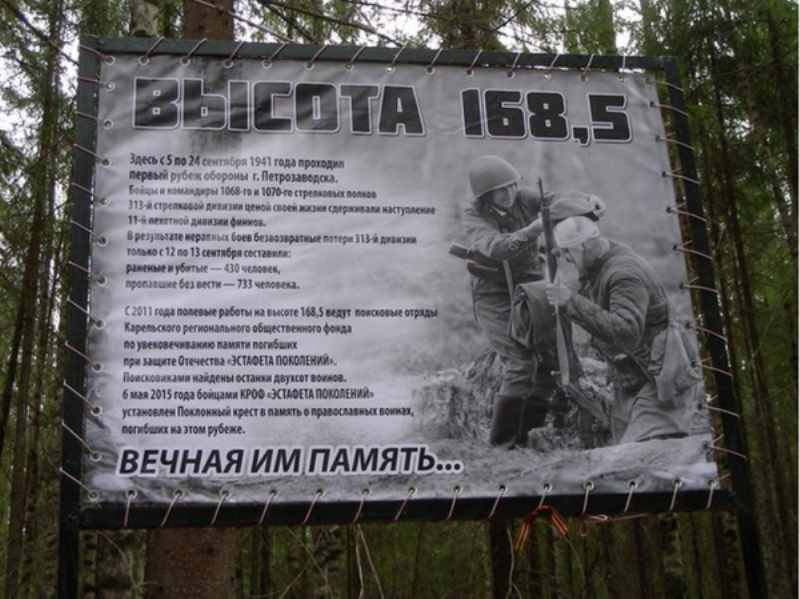 ВЫСОТА 168,5
Здесь с 5 по 24 сентября 1941 года проходил
первый рубеж обороны г. Петрозаводска.
Бойцы и командиры 1068-го и 1070-го стрелковых полков
313-й стрелковой дивизии ценой своей жизни сдерживали наступление
11-й пехотной дивизии финнов.
В результате неравных боев безвозвратные потери 313-й дивизии
только с 12 по 13 сентября составили:
раненые и убитые — 430 человек,
пропавшие без вести — 733 человека.
С 2011 года полевые работы на высоте 168,5 ведут поисковые отряды
Карельского регионального общественного фонда
по увековечиванию памяти погибших
при защите Отечества «ЭСТАФЕТА ПОКОЛЕНИЙ».
Поисковиками найдены останки двухсот воинов.
6 мая 2015 года бойцами КРОФ «ЭСТАФЕТА ПОКОЛЕНИЙ»
установлен Поклонный крест в память о православных воинах,
погибших на этом рубеже.
ВЕЧНАЯ ИМ ПАМЯТЬ...